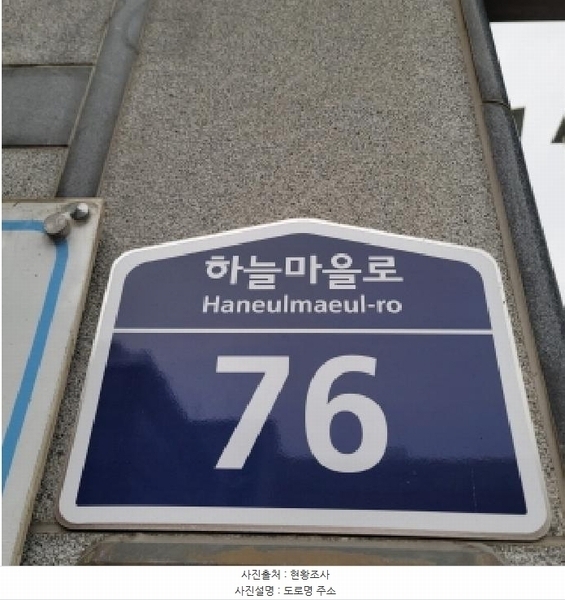 하늘마을로
Haneulmaeul-ro
76
사진출처 : 현황조사
사진설명 : 도로명 주소